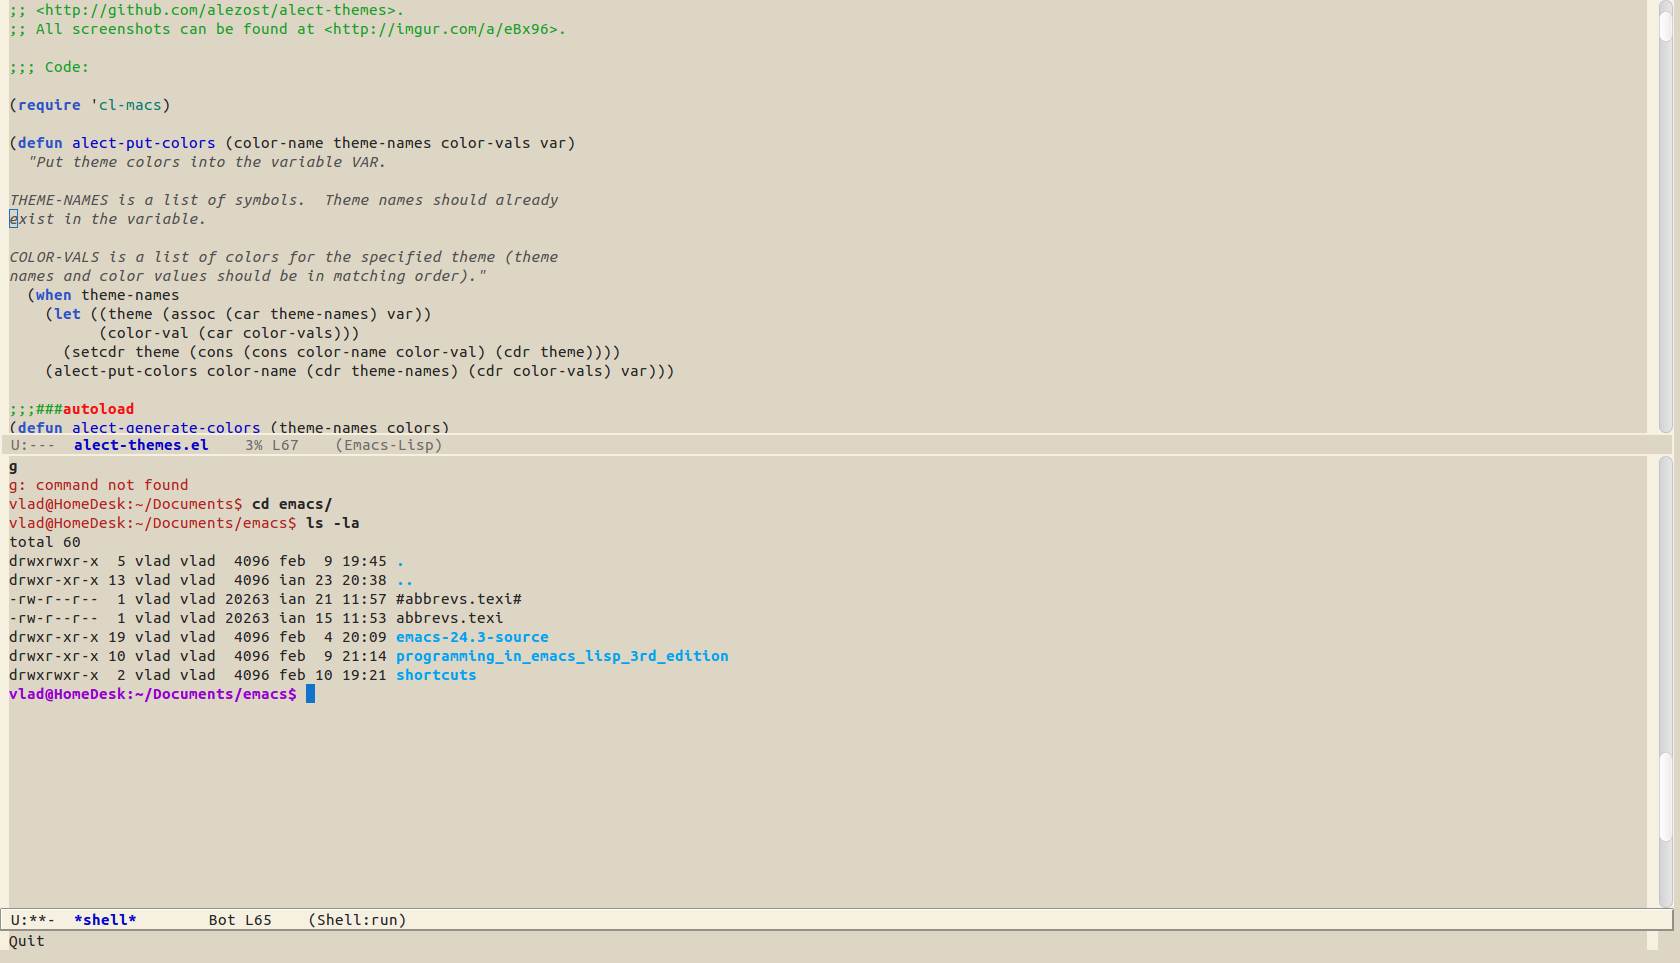 ;; <http://github.com/alezost/alect-themes>.
;; All screenshots can be found at <http://imgur.com/a/eBx96>.
;;; Code:
(require 'cl-macs)
(defun alect-put-colors (color-name theme-names color-vals var)
  "Put theme colors into the variable VAR.
THEME-NAMES is a list of symbols.  Theme names should already
exist in the variable.
COLOR-VALS is a list of colors for the specified theme (theme
names and color values should be in matching order)."
  (when theme-names
    (let ((theme (assoc (car theme-names) var))
          (color-val (car color-vals)))
      (setcdr theme (cons (cons color-name color-val) (cdr theme))))
    (alect-put-colors color-name (cdr theme-names) (cdr color-vals) var)))
;;;###autoload
(defun alect-generate-colors (theme-names colors)
U:---  alect-themes.el    3% L67    (Emacs-Lisp)
g
g: command not found
vlad@HomeDesk:~/Documents$ cd emacs/
vlad@HomeDesk:~/Documents/emacs$ ls -la
total 60
drwxrwxr-x  5 vlad vlad  4096 feb  9 19:45 .
drwxr-xr-x 13 vlad vlad  4096 ian 23 20:38 ..
-rw-r--r--  1 vlad vlad 20263 ian 21 11:57 #abbrevs.texi#
-rw-r--r--  1 vlad vlad 20263 ian 15 11:53 abbrevs.texi
drwxr-xr-x 19 vlad vlad  4096 feb  4 20:09 emacs-24.3-source
drwxr-xr-x 10 vlad vlad  4096 feb  9 21:14 programming_in_emacs_lisp_3rd_edition
drwxrwxr-x  2 vlad vlad  4096 feb 10 19:21 shortcuts
vlad@HomeDesk:~/Documents/emacs$
U:**-  *shell*        Bot L65    (Shell:run)
Quit